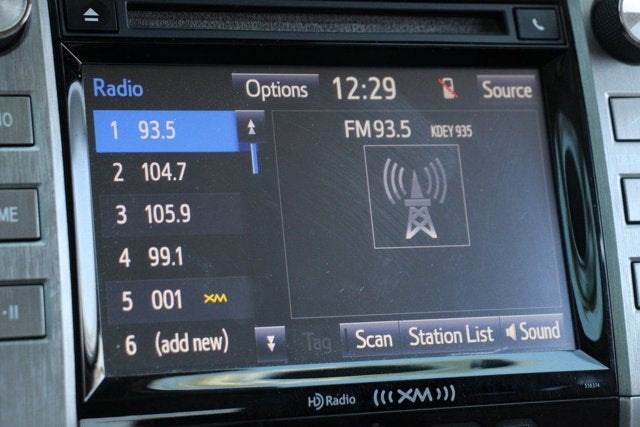 Radio Options 12:29 Source
1 93.5
FM 93.5 KDEY 935
2 104.7
3 105.9
4 99.1
5 001 XM
6 (add new)
Tag Scan Station List Sound
HD Radio ((( XM )))
510374